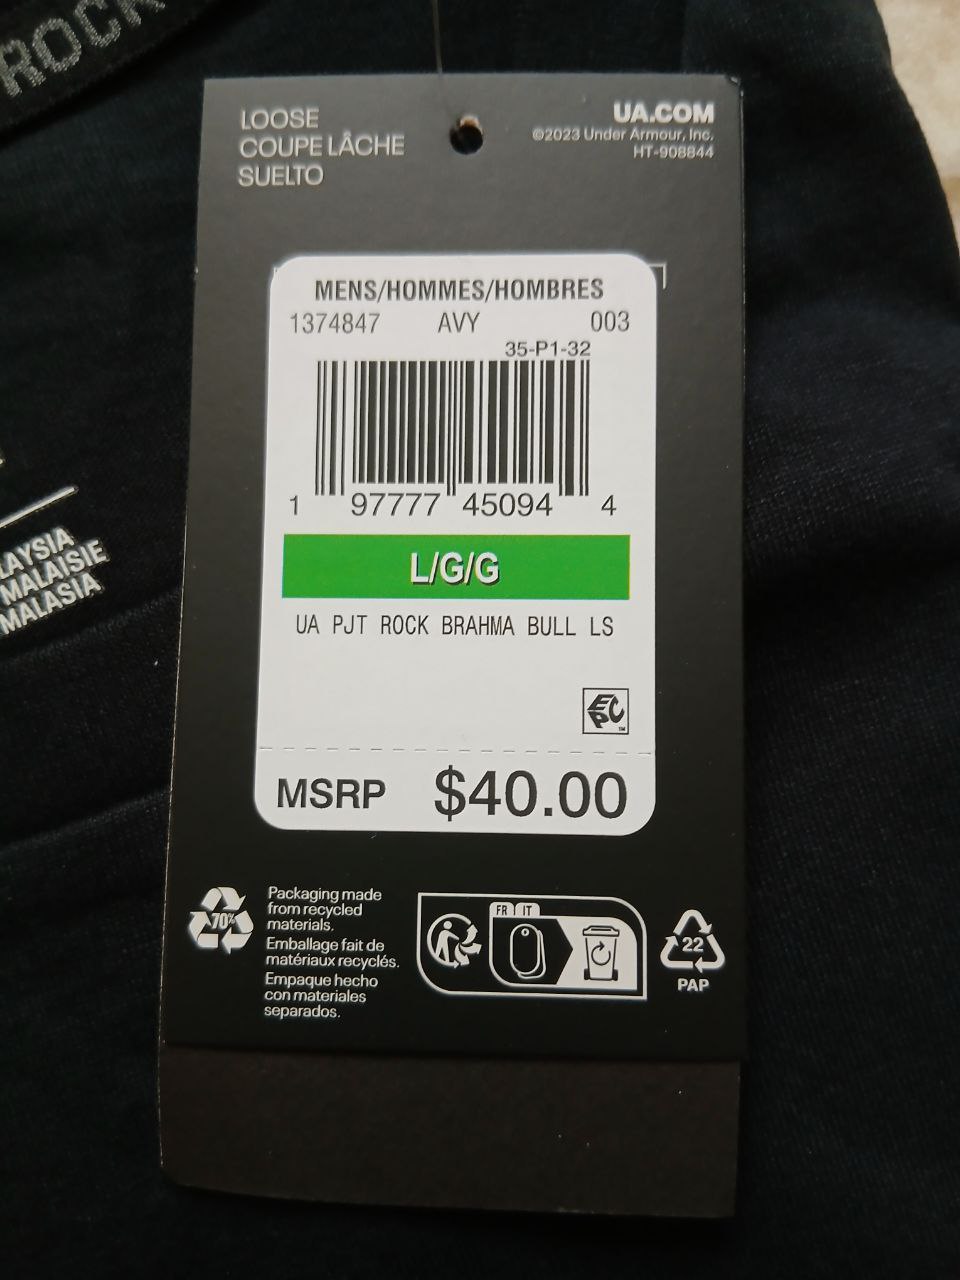 ROCK
LOOSE
COUPE LÂCHE
SUELTO
UA.COM
©2023 Under Armour, Inc.
HT-908844
MENS/HOMMES/HOMBRES
1374847 AVY 003
35-P1-32
1 97777 45094 4
L/G/G
UA PJT ROCK BRAHMA BULL LS
EPC
TM
MSRP $40.00
70%
Packaging made
from recycled
materials.
Emballage fait de
matériaux recyclés.
Empaque hecho
con materiales
separados.
FR IT
22
PAP
LAYSIA
MALAISIE
MALASIA